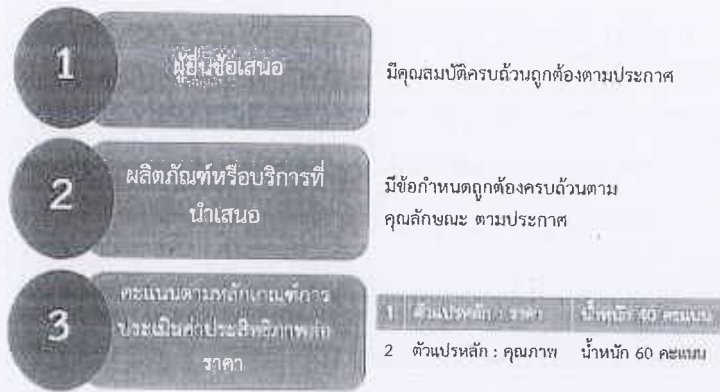 1
ผู้ยื่นข้อเสนอ
มีคุณสมบัติครบถ้วนถูกต้องตามประกาศ
2
ผลิตภัณฑ์หรือบริการที่
นำเสนอ
มีข้อกำหนดถูกต้องครบถ้วนตาม
คุณลักษณะ ตามประกาศ
3
คะแนนตามหลักเกณฑ์การ
ประเมินค่าประสิทธิภาพต่อ
ราคา
1 ตัวแปรหลัก : ราคา น้ำหนัก 40 คะแนน
2 ตัวแปรหลัก : คุณภาพ น้ำหนัก 60 คะแนน